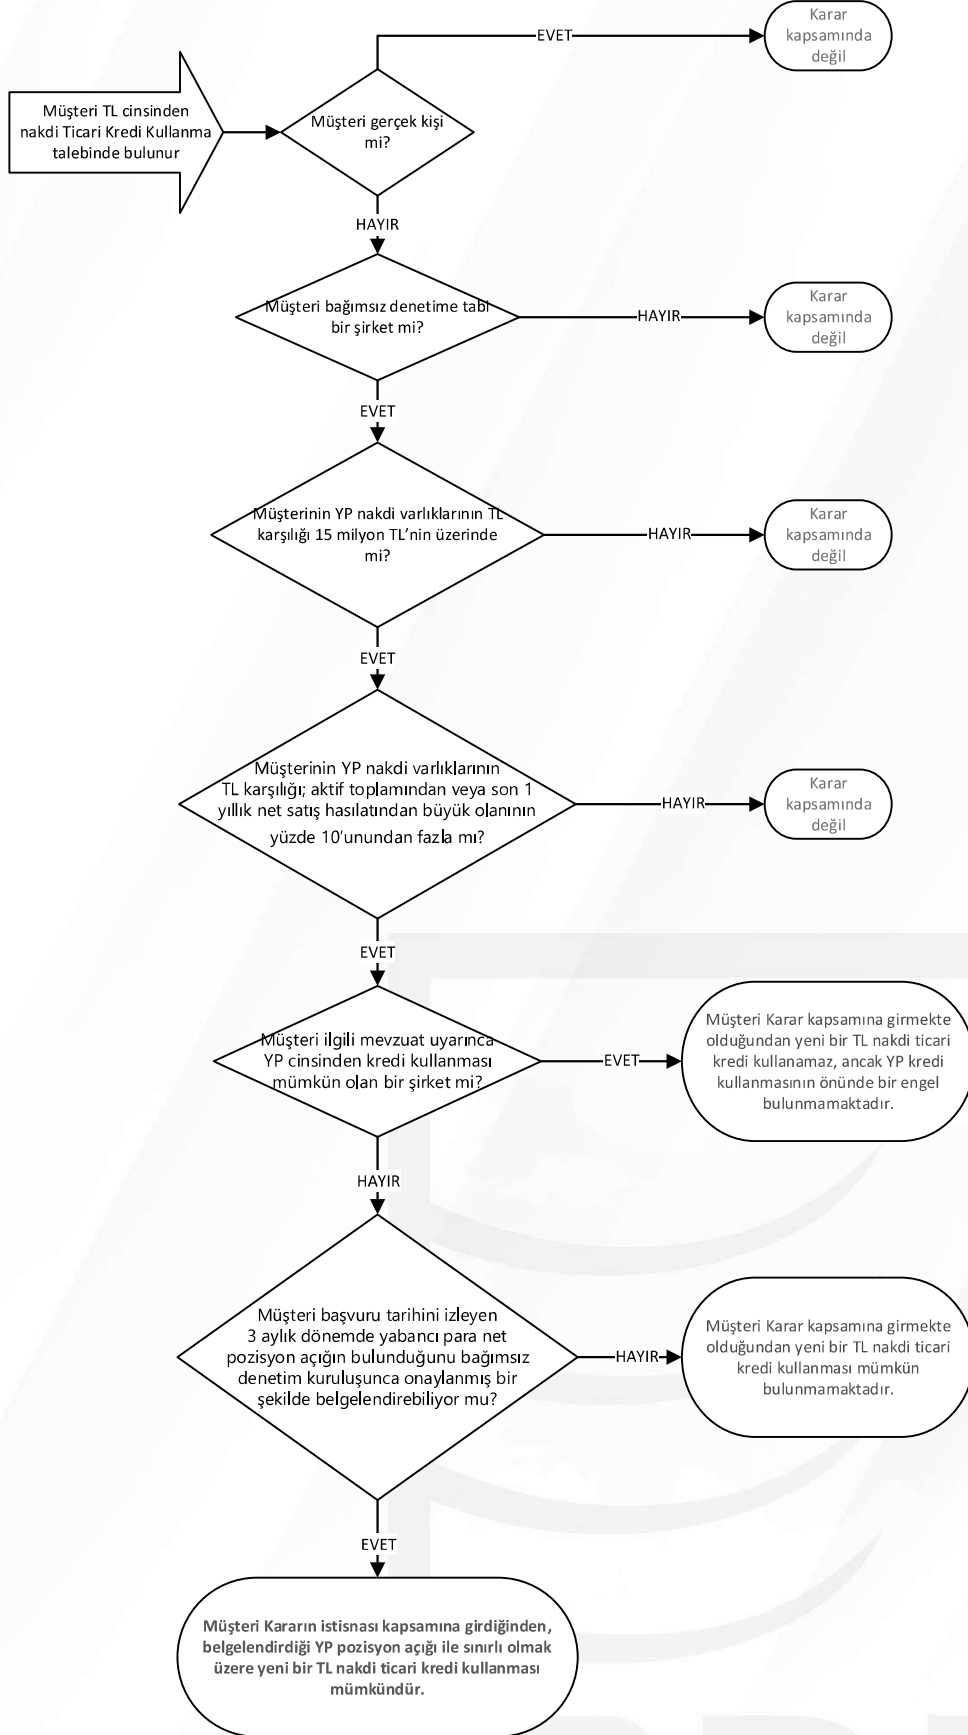 Karar
kapsamında
değil
EVET
Müşteri TL cinsinden
nakdi Ticari Kredi Kullanma
talebinde bulunur
Müşteri gerçek kişi
mi?
HAYIR
Müşteri bağımsız denetime tabi
bir şirket mi?
HAYIR
Karar
kapsamında
değil
EVET
Müşterinin YP nakdi varlıklarının TL
karşılığı 15 milyon TL’nin üzerinde
mi?
HAYIR
Karar
kapsamında
değil
EVET
Müşterinin YP nakdi varlıklarının
TL karşılığı; aktif toplamından veya son 1
yıllık net satış hasılatından büyük olanının
yüzde 10’unundan fazla mı?
HAYIR
Karar
kapsamında
değil
EVET
Müşteri ilgili mevzuat uyarınca
YP cinsinden kredi kullanması
mümkün olan bir şirket mi?
EVET
Müşteri Karar kapsamına girmekte
olduğundan yeni bir TL nakdi ticari
kredi kullanamaz, ancak YP kredi
kullanmasının önünde bir engel
bulunmamaktadır.
HAYIR
Müşteri başvuru tarihini izleyen
3 aylık dönemde yabancı para net
pozisyon açığın bulunduğunu bağımsız
denetim kuruluşunca onaylanmış bir
şekilde belgelendirebiliyor mu?
HAYIR
Müşteri Karar kapsamına girmekte
olduğundan yeni bir TL nakdi ticari
kredi kullanması mümkün
bulunmamaktadır.
EVET
Müşteri Kararın istisnası kapsamına girdiğinden,
belgelendirdiği YP pozisyon açığı ile sınırlı olmak
üzere yeni bir TL nakdi ticari kredi kullanması
mümkündür.